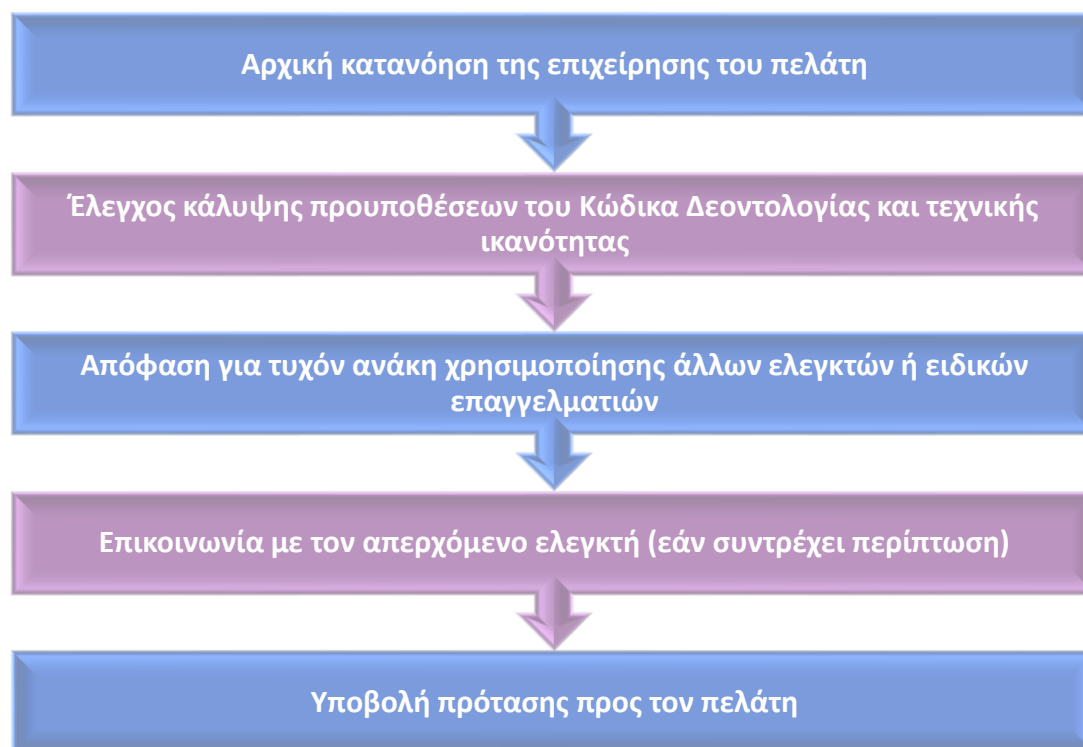 Αρχική κατανόηση της επιχείρησης του πελάτη
Έλεγχος κάλυψης προυποθέσεων του Κώδικα Δεοντολογίας και τεχνικής
ικανότητας
Απόφαση για τυχόν ανάκη χρησιμοποίησης άλλων ελεγκτών ή ειδικών
επαγγελματιών
Επικοινωνία με τον απερχόμενο ελεγκτή (εάν συντρέχει περίπτωση)
Υποβολή πρότασης προς τον πελάτη